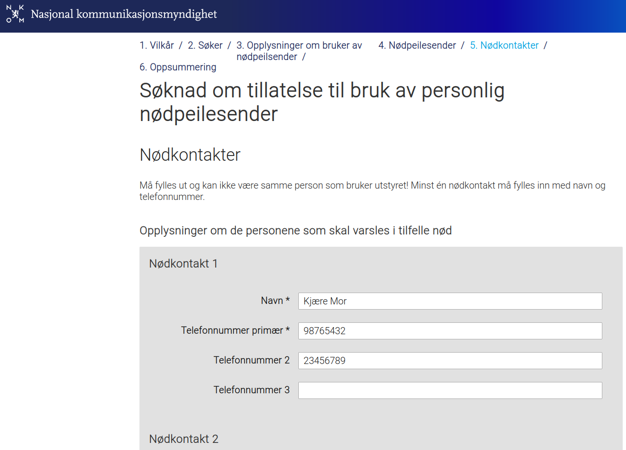 N K
O M
Nasjonal kommunikasjonsmyndighet
1. Vilkår / 2. Søker / 3. Opplysninger om bruker av nødpeilsender / 4. Nødpeilesender / 5. Nødkontakter /
6. Oppsummering
Søknad om tillatelse til bruk av personlig
nødpeilesender
Nødkontakter
Må fylles ut og kan ikke være samme person som bruker utstyret! Minst én nødkontakt må fylles inn med navn og
telefonnummer.
Opplysninger om de personene som skal varsles i tilfelle nød
Nødkontakt 1
Navn * Kjære Mor
Telefonnummer primær * 98765432
Telefonnummer 2 23456789
Telefonnummer 3
Nødkontakt 2